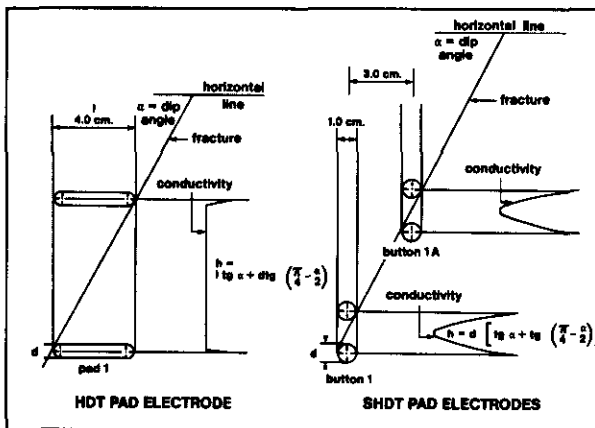 horizontal
line
α = dip
angle
l
4.0 cm.
fracture
conductivity
h =
l tg α + dtg (π/4 - α/2)
d
pad 1
HDT PAD ELECTRODE
horizontal line
α = dip
angle
3.0 cm.
fracture
1.0 cm.
conductivity
button 1A
conductivity
h = d [ tg α + tg (π/4 - α/2)
d
button 1
SHDT PAD ELECTRODES